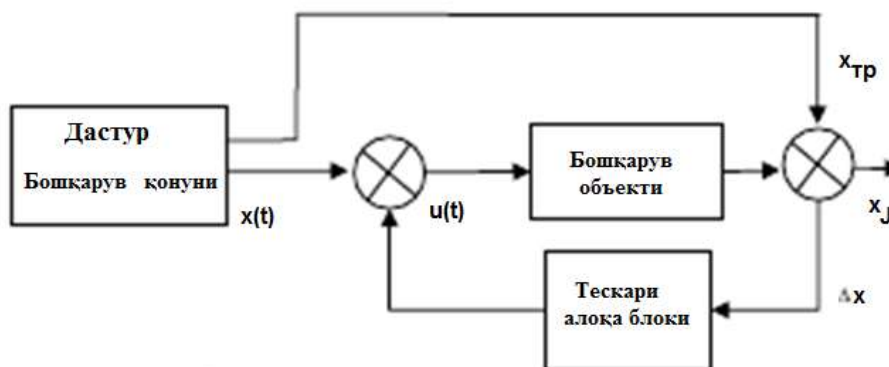 x_тр
Дастур
Бошқарув қонуни
Бошқарув
объекти
x(t)
u(t)
x_J
Тескари
алоқа блоки
Δx